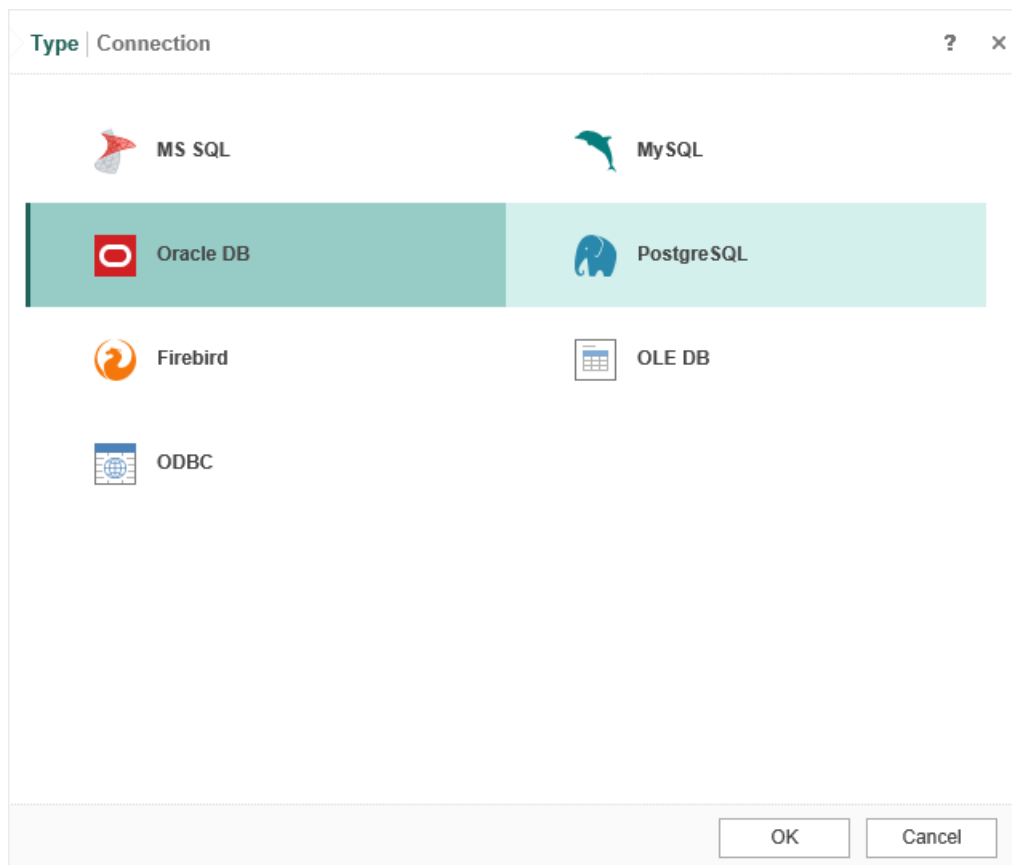 Type Connection ? ×
MS SQL
MySQL
Oracle DB
PostgreSQL
Firebird
OLE DB
ODBC
OK Cancel